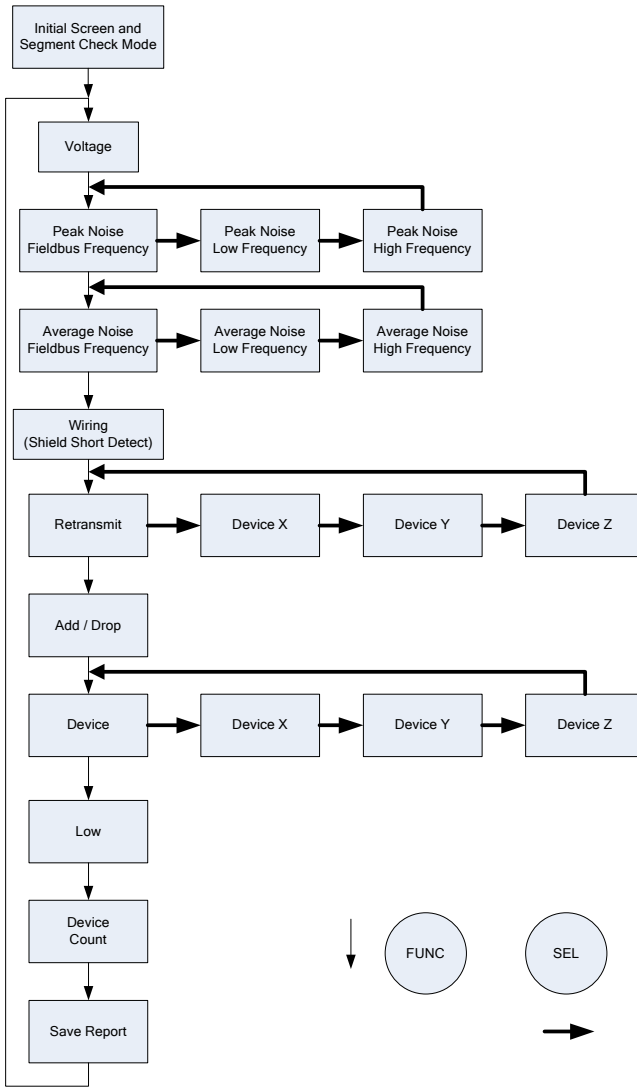 Initial Screen and
Segment Check Mode
Voltage
Peak Noise
Fieldbus Frequency
Peak Noise
Low Frequency
Peak Noise
High Frequency
Average Noise
Fieldbus Frequency
Average Noise
Low Frequency
Average Noise
High Frequency
Wiring
(Shield Short Detect)
Retransmit
Device X
Device Y
Device Z
Add / Drop
Device
Device X
Device Y
Device Z
Low
Device
Count
FUNC
SEL
Save Report